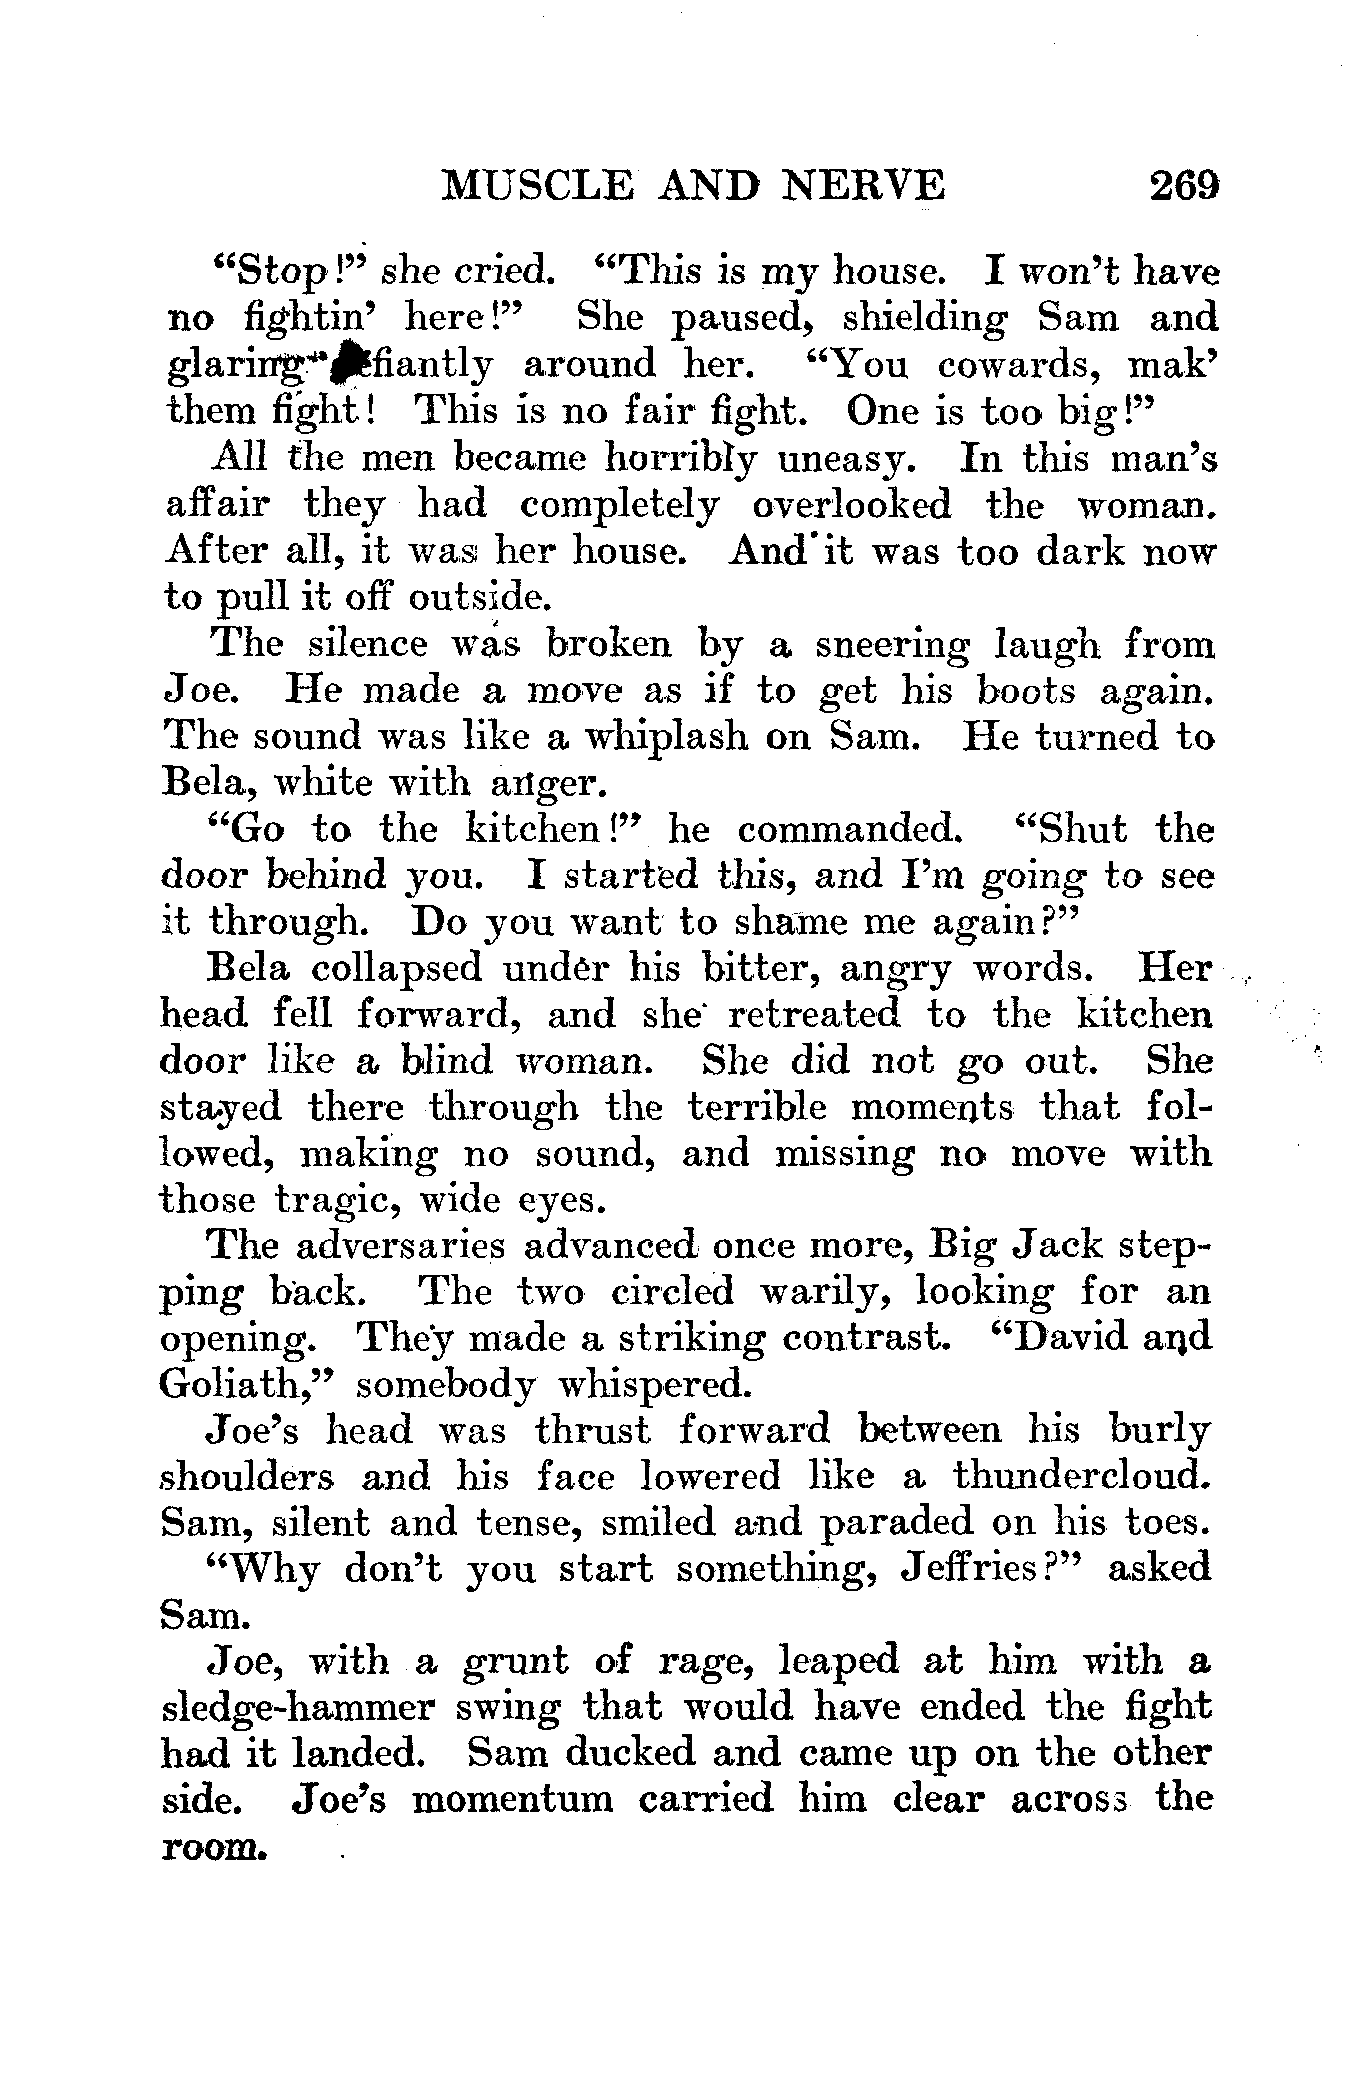 MUSCLE AND NERVE 269
“Stop!” she cried. “This is my house. I won’t have
no fightin’ here!” She paused, shielding Sam and
glaring defiantly around her. “You cowards, mak’
them fight! This is no fair fight. One is too big!”
All the men became horribly uneasy. In this man’s
affair they had completely overlooked the woman.
After all, it was her house. And it was too dark now
to pull it off outside.
The silence was broken by a sneering laugh from
Joe. He made a move as if to get his boots again.
The sound was like a whiplash on Sam. He turned to
Bela, white with anger.
“Go to the kitchen!” he commanded. “Shut the
door behind you. I started this, and I’m going to see
it through. Do you want to shame me again?”
Bela collapsed under his bitter, angry words. Her
head fell forward, and she retreated to the kitchen
door like a blind woman. She did not go out. She
stayed there through the terrible moments that fol-
lowed, making no sound, and missing no move with
those tragic, wide eyes.
The adversaries advanced once more, Big Jack step-
ping back. The two circled warily, looking for an
opening. They made a striking contrast. “David and
Goliath,” somebody whispered.
Joe’s head was thrust forward between his burly
shoulders and his face lowered like a thundercloud.
Sam, silent and tense, smiled and paraded on his toes.
“Why don’t you start something, Jeffries?” asked
Sam.
Joe, with a grunt of rage, leaped at him with a
sledge-hammer swing that would have ended the fight
had it landed. Sam ducked and came up on the other
side. Joe’s momentum carried him clear across the
room.